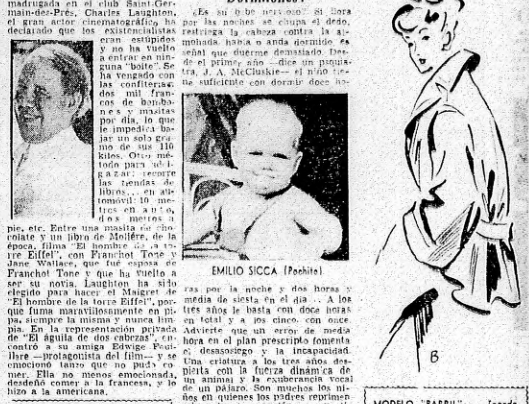 madrugada en el club Saint-Ger-
main-des-Prés, Charles Laughton,
el gran actor cinematográfico, ha
declarado que los existencialistas
eran estúpidos
y no ha vuelto
a entrar en nin-
guna "boite". Se
ha vengado con
las confiterías:
dos mil fran-
cos de bombo-
nes y masitas
por día, lo que
le impedirá ba-
jar un solo gra-
mo de sus 110
kilos. Otro mé-
todo para adel-
gazar: recorre
las tiendas de
libros... en au-
tomóvil: 10 me-
tros en auto,
dos metros a
pie, etc. Entre una masita de cho-
colate y un libro de Moliére, de la
época, filma "El hombre de la to-
rre Eiffel", con Franchot Tone y
Jane Wallace, que fué esposa de
Franchot Tone y que ha vuelto a
ser su novia. Laughton ha sido
elegido para hacer el Maigret de
"El hombre de la torre Eiffel", por-
que fuma maravillosamente en pi-
pa, siempre la misma y nunca lim-
pia. En la representación privada
de "El águila de dos cabezas", en-
contró a su amiga Edwige Feui-
llere —protagonista del film— y se
emocionó tanto que no pudo co-
mer. Ella no menos emocionada,
desdeñó comer a la francesa, y lo
hizo a la americana.
¿Es su bebé nervioso? Si llora
por las noches se chupa el dedo,
restriega la cabeza contra la al-
mohada, habla o anda dormido es
señal que duerme demasiado. Des-
de el primer año —dice un psiquia-
tra, J. A. McCluskie— el niño tie-
ne suficiente con dormir doce ho-
EMILIO SICCA (Pochito)
ras por la noche y dos horas y
media de siesta en el día... A los
tres años le basta con doce horas
en total y a los cinco, con once.
Advierte que un error de media
hora en el plan prescripto fomenta
el desasosiego y la incapacidad.
Una criatura a los tres años des-
pierta con la fuerza dinámica de
un animal y la exuberancia vocal
de un pájaro. Son muchos los ni-
ños en quienes los padres reprimen
B
MODELO